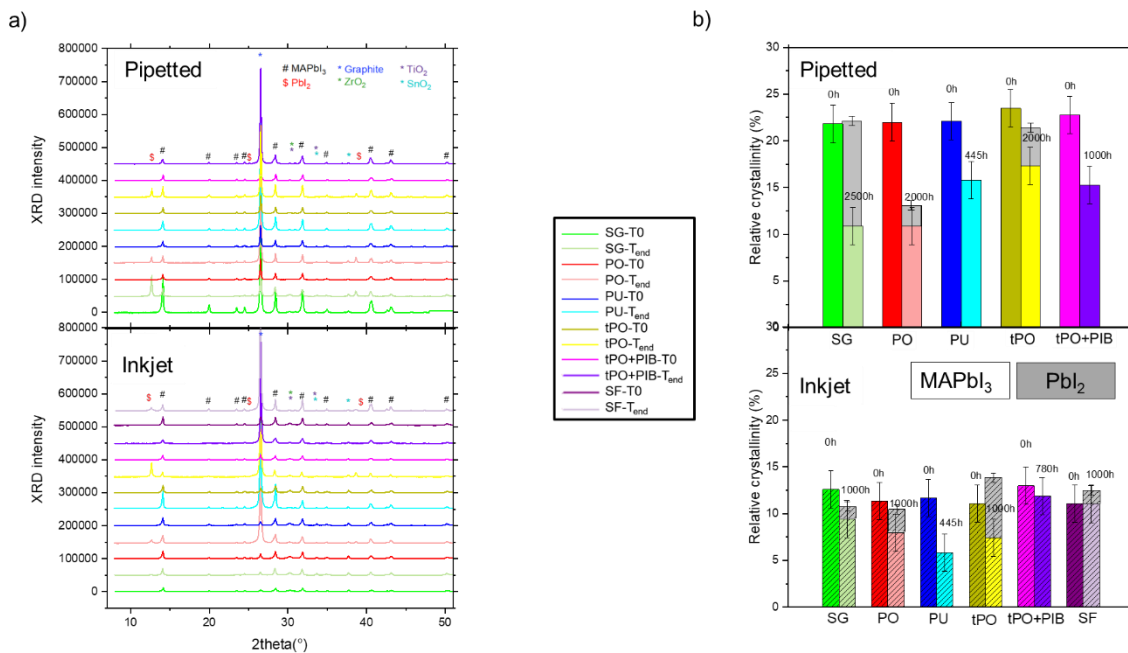 a)
800000
700000
600000
500000
400000
300000
200000
100000
0
XRD intensity
Pipetted
# MAPbI3 * Graphite * TiO2
$ PbI2 * ZrO2 * SnO2
$ # # # # $ # * * # * * * $ # # #
800000
700000
600000
500000
400000
300000
200000
100000
0
XRD intensity
Inkjet
*
$ # # # # $ # * * # * * * $ # # #
10 20 30 40 50
2theta(°)
SG-T0
SG-Tend
PO-T0
PO-Tend
PU-T0
PU-Tend
tPO-T0
tPO-Tend
tPO+PIB-T0
tPO+PIB-Tend
SF-T0
SF-Tend
b)
30
25
20
15
10
5
0
Relative crystallinity (%)
Pipetted
0h 2500h 0h 2000h 0h 445h 0h 2000h 0h 1000h
SG PO PU tPO tPO+PIB
30
25
20
15
10
5
0
Relative crystallinity (%)
Inkjet
MAPbI3 PbI2
0h 1000h 0h 1000h 0h 445h 0h 1000h 0h 780h 0h 1000h
SG PO PU tPO tPO+PIB SF